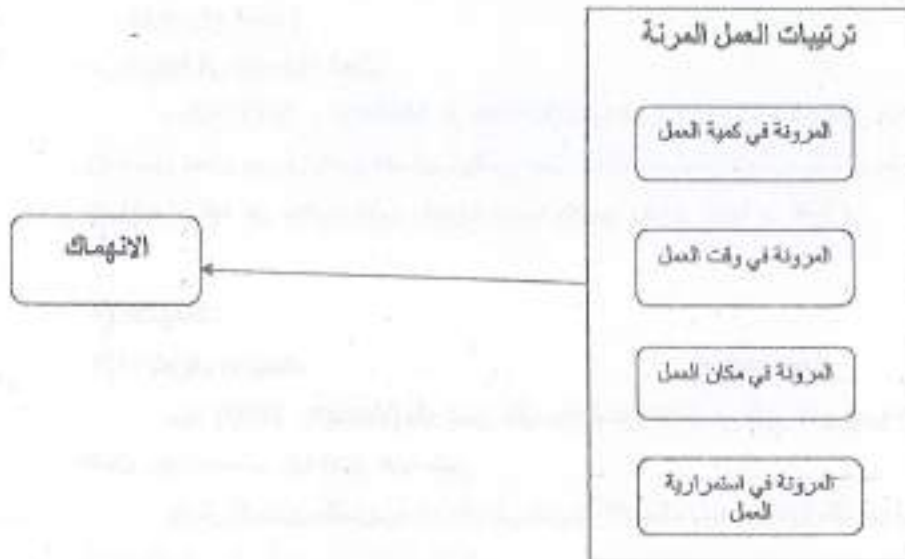 ترتيبات العمل المرنة
المرونة في كمية العمل
المرونة في وقت العمل
المرونة في مكان العمل
المرونة في استمرارية
العمل
الانهماك